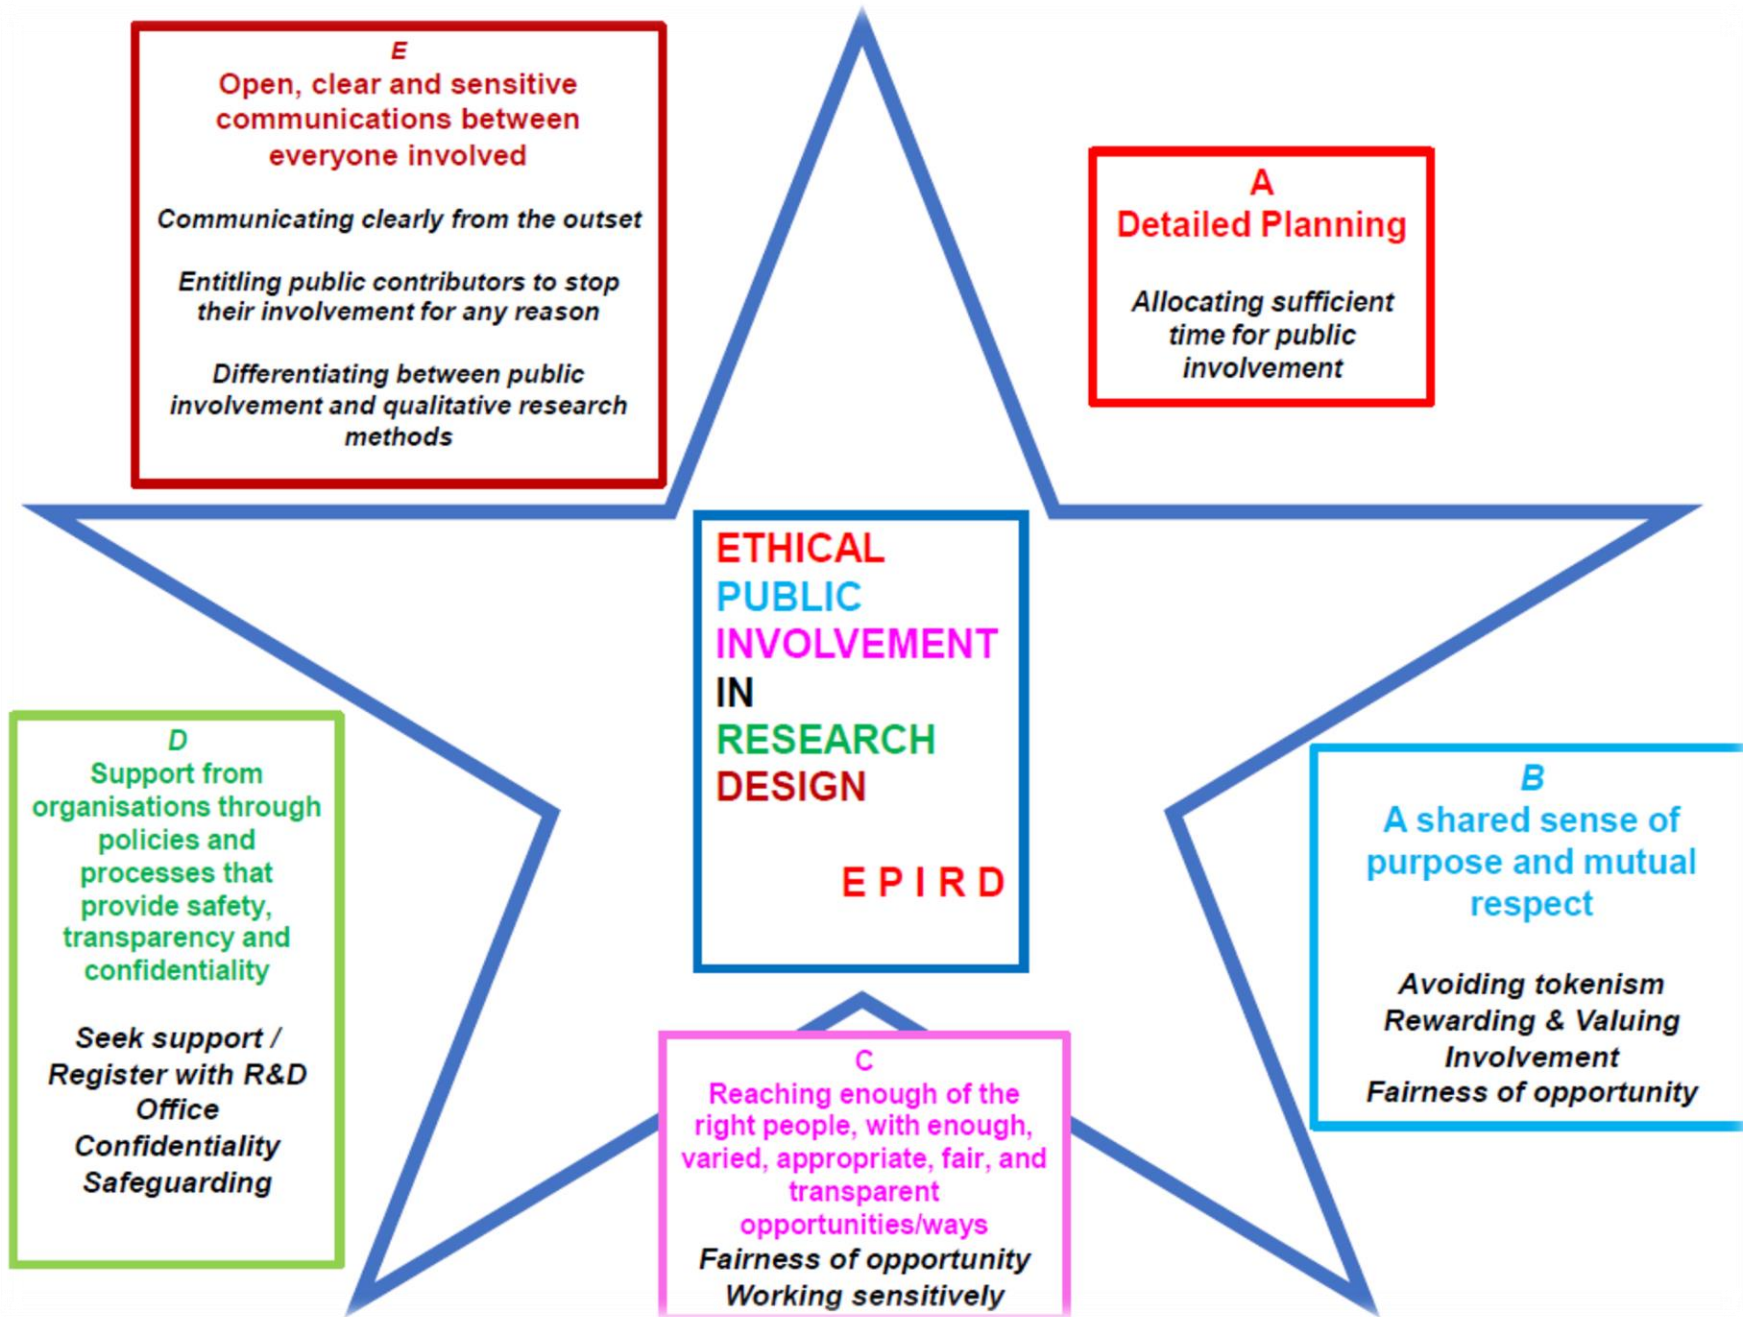 E
Open, clear and sensitive
communications between
everyone involved
Communicating clearly from the outset
Entitling public contributors to stop
their involvement for any reason
Differentiating between public
involvement and qualitative research
methods
A
Detailed Planning
Allocating sufficient
time for public
involvement
ETHICAL
PUBLIC
INVOLVEMENT
IN
RESEARCH
DESIGN
E P I R D
D
Support from
organisations through
policies and
processes that
provide safety,
transparency and
confidentiality
Seek support /
Register with R&D
Office
Confidentiality
Safeguarding
B
A shared sense of
purpose and mutual
respect
Avoiding tokenism
Rewarding & Valuing
Involvement
Fairness of opportunity
C
Reaching enough of the
right people, with enough,
varied, appropriate, fair, and
transparent
opportunities/ways
Fairness of opportunity
Working sensitively